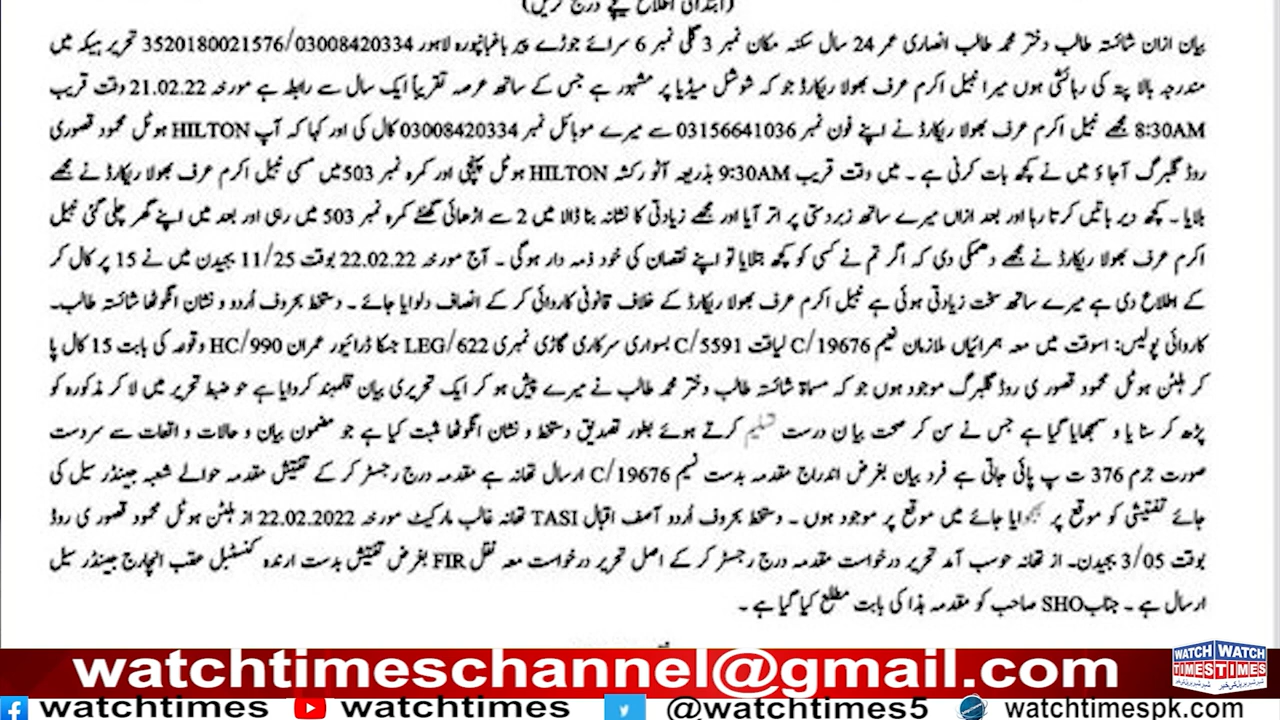 (ابتدائی اطلاع نیچے درج کریں)
بیان ازان شائستہ طالب دختر محمد طالب انصاری عمر 24 سال سکنہ مکان نمبر 3 گلی نمبر 6 سرائے جوڑے پیر باغبانپورہ لاہور 3520180021576/03008420334 تحریر ہیکہ میں
مندرجہ بالا پتہ کی رہائشی ہوں میرا نبیل اکرم عرف بھولا ریکارڈ جو کہ شوشل میڈیا پر مشہور ہے جس کے ساتھ عرصہ تقریباً ایک سال سے رابطہ ہے مورخہ 21.02.22 وقت قریب
8:30AM مجھے نبیل اکرم عرف بھولا ریکارڈ نے اپنے فون نمبر 03156641036 سے میرے موبائل نمبر 03008420334 کال کی اور کہا کہ آپ HILTON ہوٹل محمود قصوری
روڈ گلبرگ آجاؤ میں نے کچھ بات کرنی ہے ۔ میں وقت قریب 9:30AM بذریعہ آٹو رکشہ HILTON ہوٹل پہنچی اور کمرہ نمبر 503 میں مسمی نبیل اکرم عرف بھولا ریکارڈ نے مجھے
بلایا ۔ کچھ دیر باتیں کرتا رہا اور بعد ازاں میرے ساتھ زبردستی پر اتر آیا اور مجھے زیادتی کا نشانہ بنا ڈالا میں 2 سے اڑھائی گھنٹے کمرہ نمبر 503 میں رہی اور بعد میں اپنے گھر چلی گئی نبیل
اکرم عرف بھولا ریکارڈ نے مجھے دھمکی دی کہ اگر تم نے کسی کو کچھ بتلایا تو اپنے نقصان کی خود ذمہ دار ہوگی ۔ آج مورخہ 22.02.22 بوقت 11/25 بجیدن میں نے 15 پر کال کر
کے اطلاع دی ہے میرے ساتھ سخت زیادتی ہوئی ہے نبیل اکرم عرف بھولا ریکارڈ کے خلاف قانونی کاروائی کر کے انصاف دلوایا جائے ۔ دستخط بحروف اُردو و نشان انگوٹھا شائستہ طالب۔
کاروائی پولیس: اسوقت میں معہ ہمرائیاں ملازمان نعیم 19676/C لیاقت 5591/C بسواری سرکاری گاڑی نمبری LEG/622 جسکا ڈرائیور عمران 990/HC وقوعہ کی بابت 15 کال پا
کر ہلٹن ہوٹل محمود قصوری روڈ گلبرگ موجود ہوں جو کہ مسماۃ شائستہ طالب دختر محمد طالب نے میرے پیش ہو کر ایک تحریری بیان قلمبند کروایا ہے حو ضبط تحریر میں لا کر مذکورہ کو
پڑھ کر سنایا و سمجھایا گیا ہے جس نے سن کر صحت بیان درست تسلیم کرتے ہوئے بطور تصدیق دستخط و نشان انگوٹھا ثبت کیا ہے جو مضمون بیان و حالات و اقعات سے سردست
صورت جرم 376 ت پ پائی جاتی ہے فرد بیان بغرض اندراج مقدمہ بدست نسیم 19676/C ارسال تھانہ ہے مقدمہ درج رجسٹر کر کے تفتیش مقدمہ حوالے شعبہ جینڈر سیل کی
جائے تفتیشی کو موقع پر بھجوایا جائے میں موقع پر موجود ہوں ۔ دستخط بحروف اُردو آصف اقبال TASI تھانہ غالب مارکیٹ مورخہ 22.02.2022 از ہلٹن ہوٹل محمود قصوری روڈ
بوقت 3/05 بجیدن۔ از تھانہ حوسب آمد تحریر درخواست مقدمہ درج رجسٹر کر کے اصل تحریر درخواست معہ نقل FIR بغرض تفتیش بدست ارندہ کنسٹیبل عقب انچارج جینڈر سیل
ارسال ہے ۔ جناب SHO صاحب کو مقدمہ ہذا کی بابت مطلع کیا گیا ہے ۔
watchtimeschannel@gmail.com
WATCH WATCH
TIMES TIMES
watchtimes watchtimes @watchtimes5 watchtimespk.com